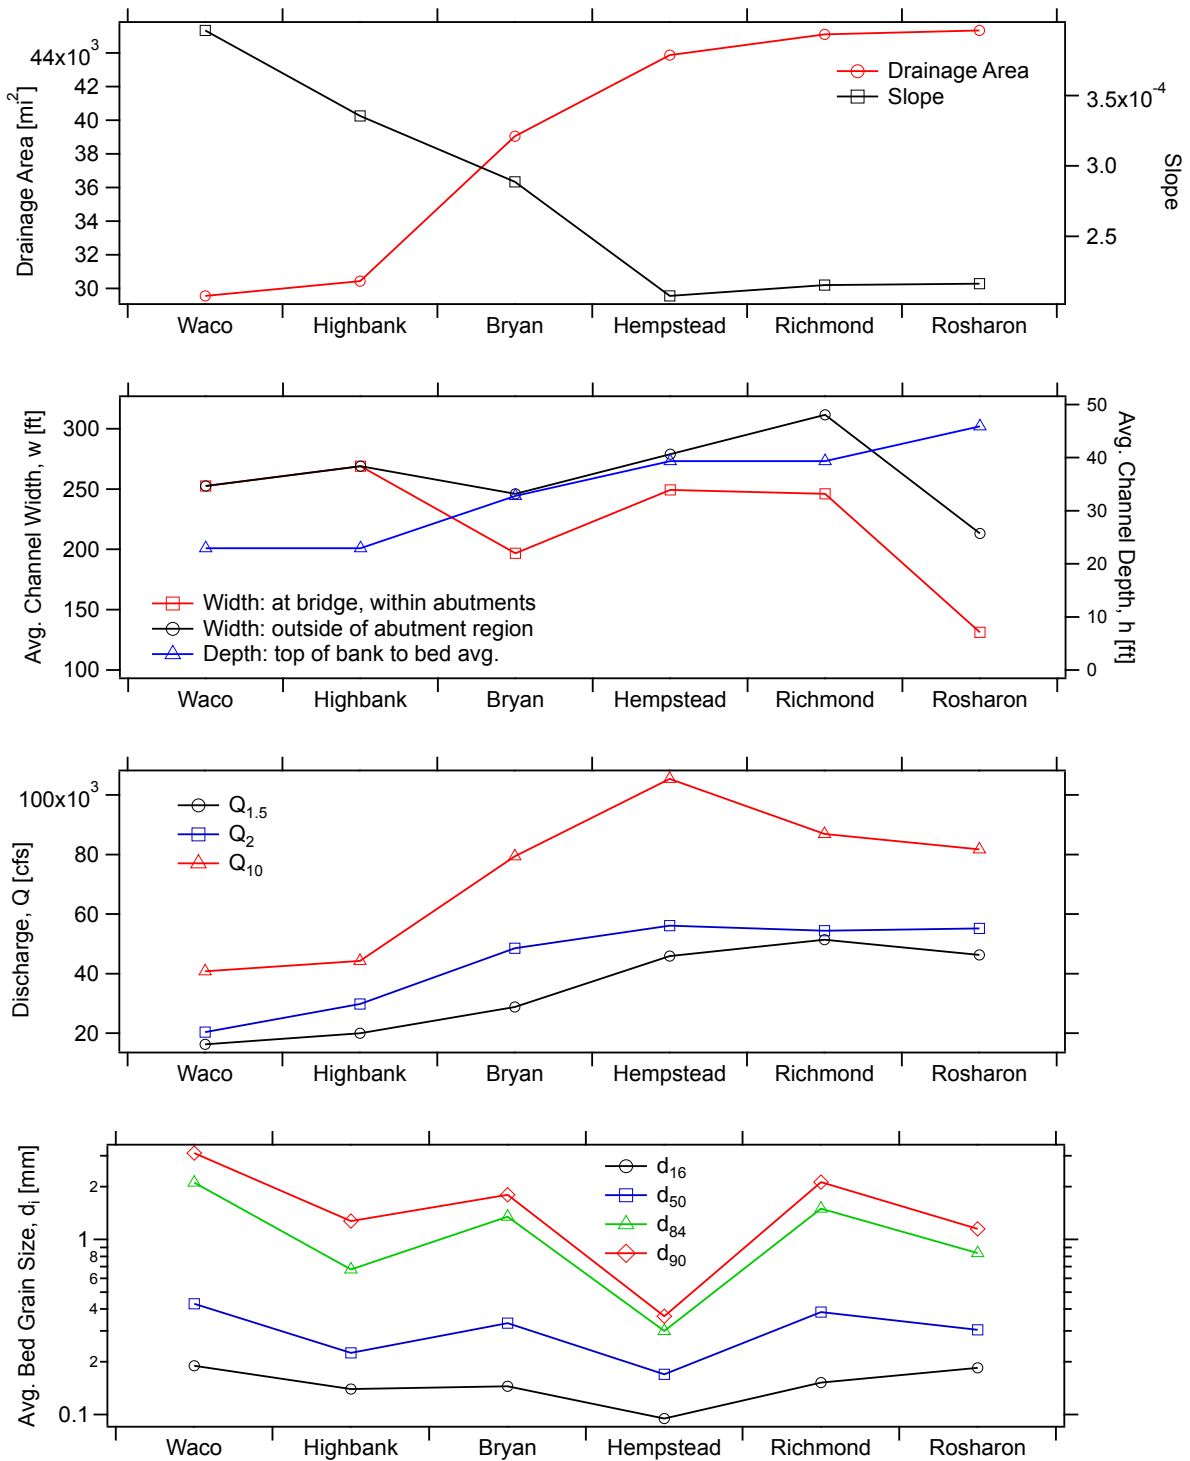 44x10³
42
40
38
36
34
32
30
Drainage Area [mi²]
Drainage Area
Slope
3.5x10⁻⁴
3.0
2.5
Slope
Waco Highbank Bryan Hempstead Richmond Rosharon
300
250
200
150
100
Avg. Channel Width, w [ft]
Width: at bridge, within abutments
Width: outside of abutment region
Depth: top of bank to bed avg.
50
40
30
20
10
0
Avg. Channel Depth, h [ft]
Waco Highbank Bryan Hempstead Richmond Rosharon
100x10³
80
60
40
20
Discharge, Q [cfs]
Q₁.₅
Q₂
Q₁₀
Waco Highbank Bryan Hempstead Richmond Rosharon
2
1
8
6
4
2
0.1
Avg. Bed Grain Size, dᵢ [mm]
d₁₆
d₅₀
d₈₄
d₉₀
Waco Highbank Bryan Hempstead Richmond Rosharon